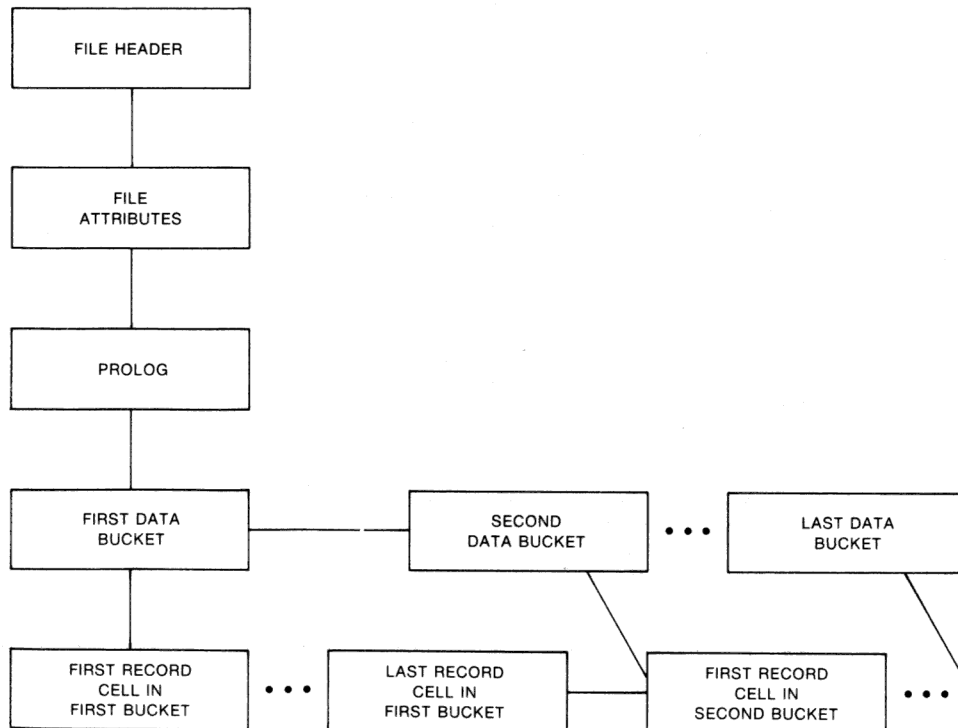 FILE HEADER
FILE
ATTRIBUTES
PROLOG
FIRST DATA
BUCKET
SECOND
DATA BUCKET
LAST DATA
BUCKET
FIRST RECORD
CELL IN
FIRST BUCKET
LAST RECORD
CELL IN
FIRST BUCKET
FIRST RECORD
CELL IN
SECOND BUCKET